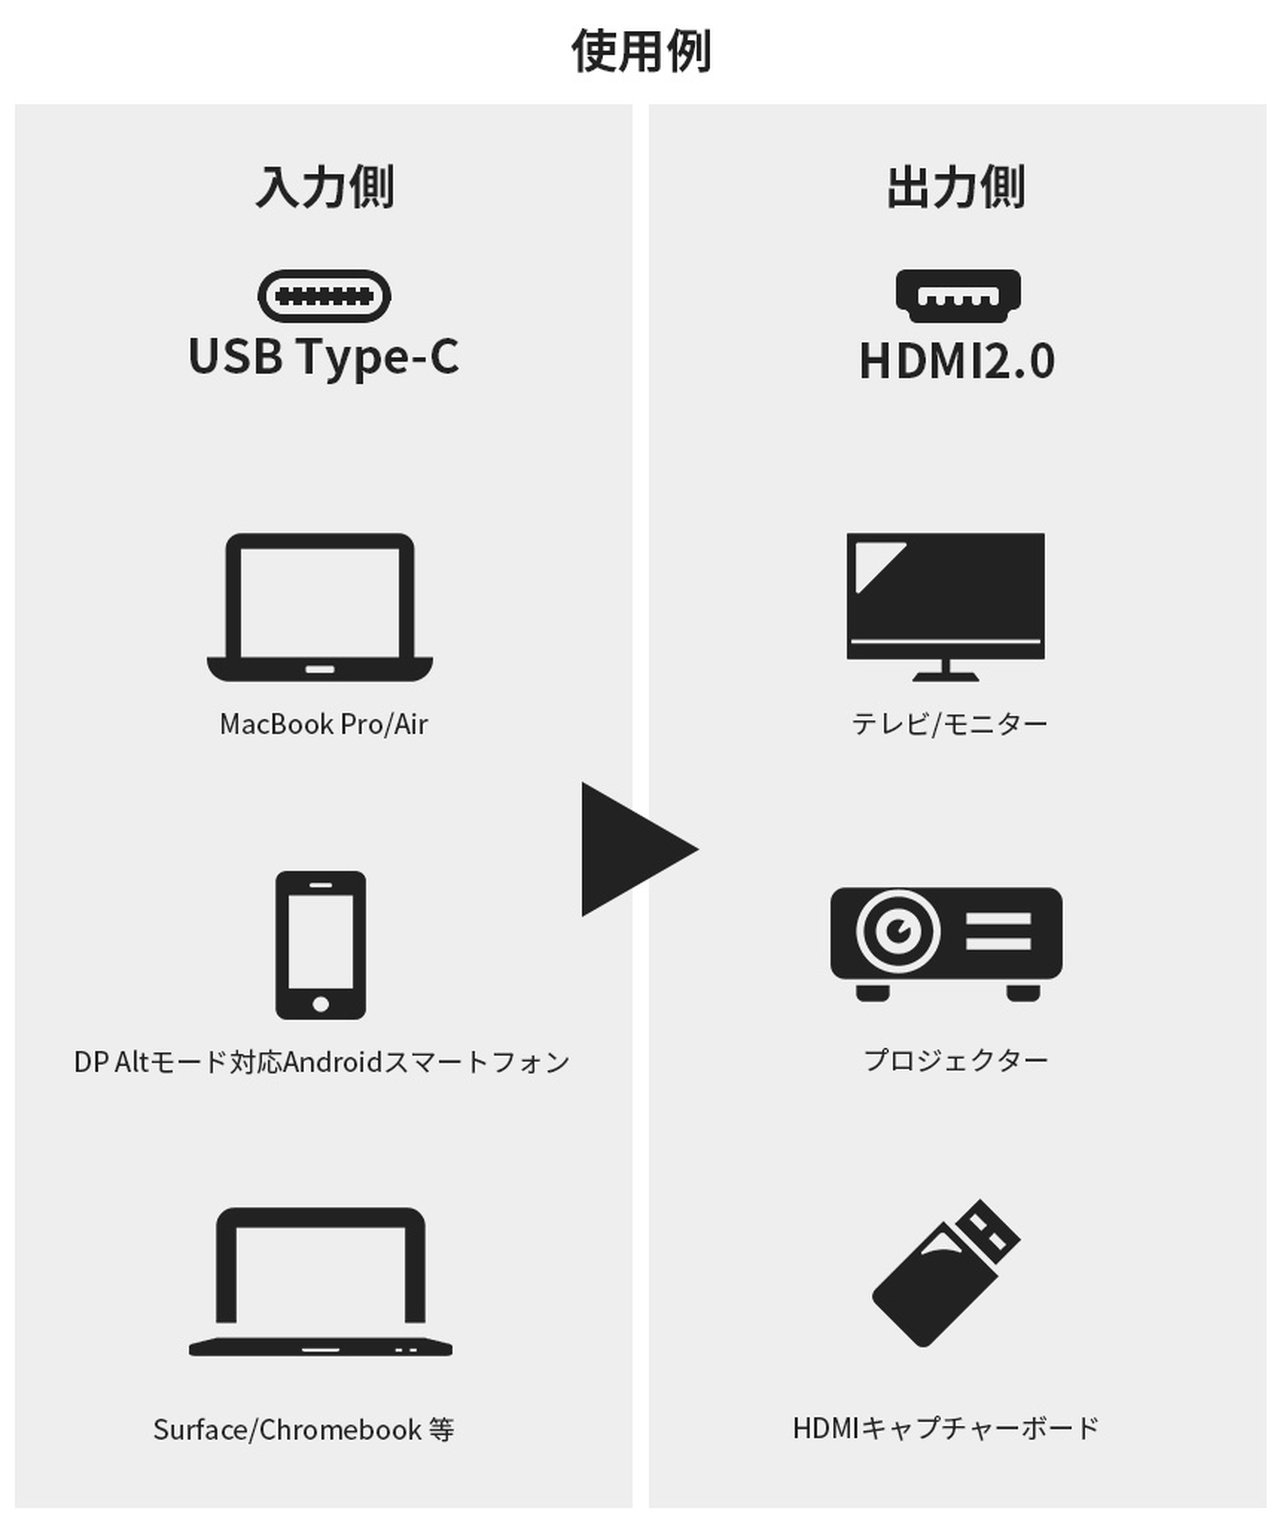 使用例
入力側
USB Type-C
MacBook Pro/Air
DP Altモード対応Androidスマートフォン
Surface/Chromebook 等
出力側
HDMI2.0
テレビ/モニター
プロジェクター
HDMIキャプチャーボード